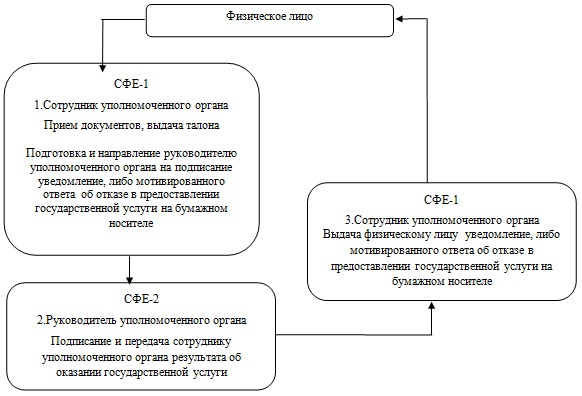 Физическое лицо
СФЕ-1
1.Сотрудник уполномоченного органа
Прием документов, выдача талона
Подготовка и направление руководителю
уполномоченного органа на подписание
уведомление, либо мотивированного
ответа об отказе в предоставлении
государственной услуги на бумажном
носителе
СФЕ-2
2.Руководитель уполномоченного органа
Подписание и передача сотруднику
уполномоченного органа результата об
оказании государственной услуги
СФЕ-1
3.Сотрудник уполномоченного органа
Выдача физическому лицу уведомление, либо
мотивированного ответа об отказе в
предоставлении государственной услуги на
бумажном носителе